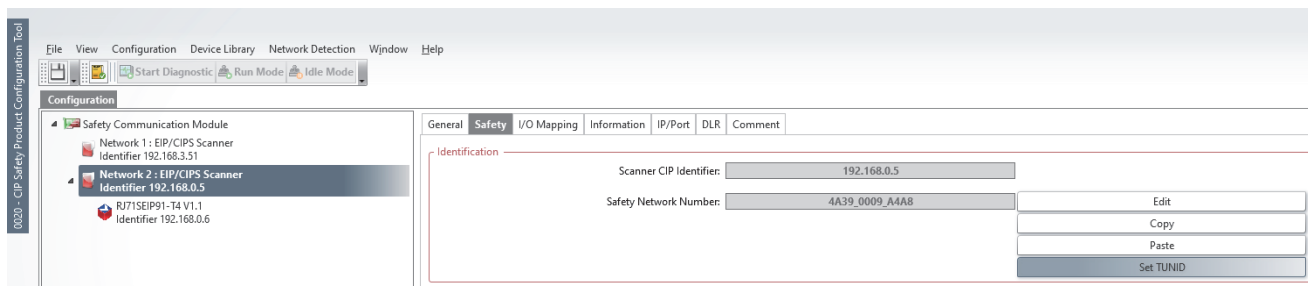 0020 - CIP Safety Product Configuration Tool
File View Configuration Device Library Network Detection Window Help
Start Diagnostic Run Mode Idle Mode
Configuration
Safety Communication Module
Network 1 : EIP/CIPS Scanner
Identifier 192.168.3.51
Network 2 : EIP/CIPS Scanner
Identifier 192.168.0.5
RJ71SEIP91-T4 V1.1
Identifier 192.168.0.6
General Safety I/O Mapping Information IP/Port DLR Comment
Identification
Scanner CIP Identifier: 192.168.0.5
Safety Network Number: 4A39_0009_A4A8
Edit
Copy
Paste
Set TUNID